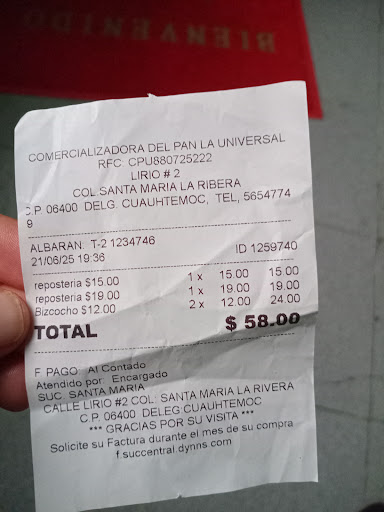 BIENVENIDO
COMERCIALIZADORA DEL PAN LA UNIVERSAL
RFC: CPU880725222
LIRIO # 2
COL SANTA MARIA LA RIBERA
C.P 06400 DELG. CUAUHTEMOC, TEL, 5654774
9
ALBARAN: T-2 1234746 ID 1259740
21/06/25 19:36
reposteria $15.00 1 x 15.00 15.00
reposteria $19.00 1 x 19.00 19.00
Bizcocho $12.00 2 x 12.00 24.00
TOTAL $ 58.00
F PAGO: Al Contado
Atendido por: Encargado
SUC. SANTA MARIA
CALLE LIRIO #2 COL: SANTA MARIA LA RIVERA
C.P 06400 DELEG:CUAUHTEMOC
*** GRACIAS POR SU VISITA ***
Solicite su Factura durante el mes de su compra
f.succentral.dynns.com